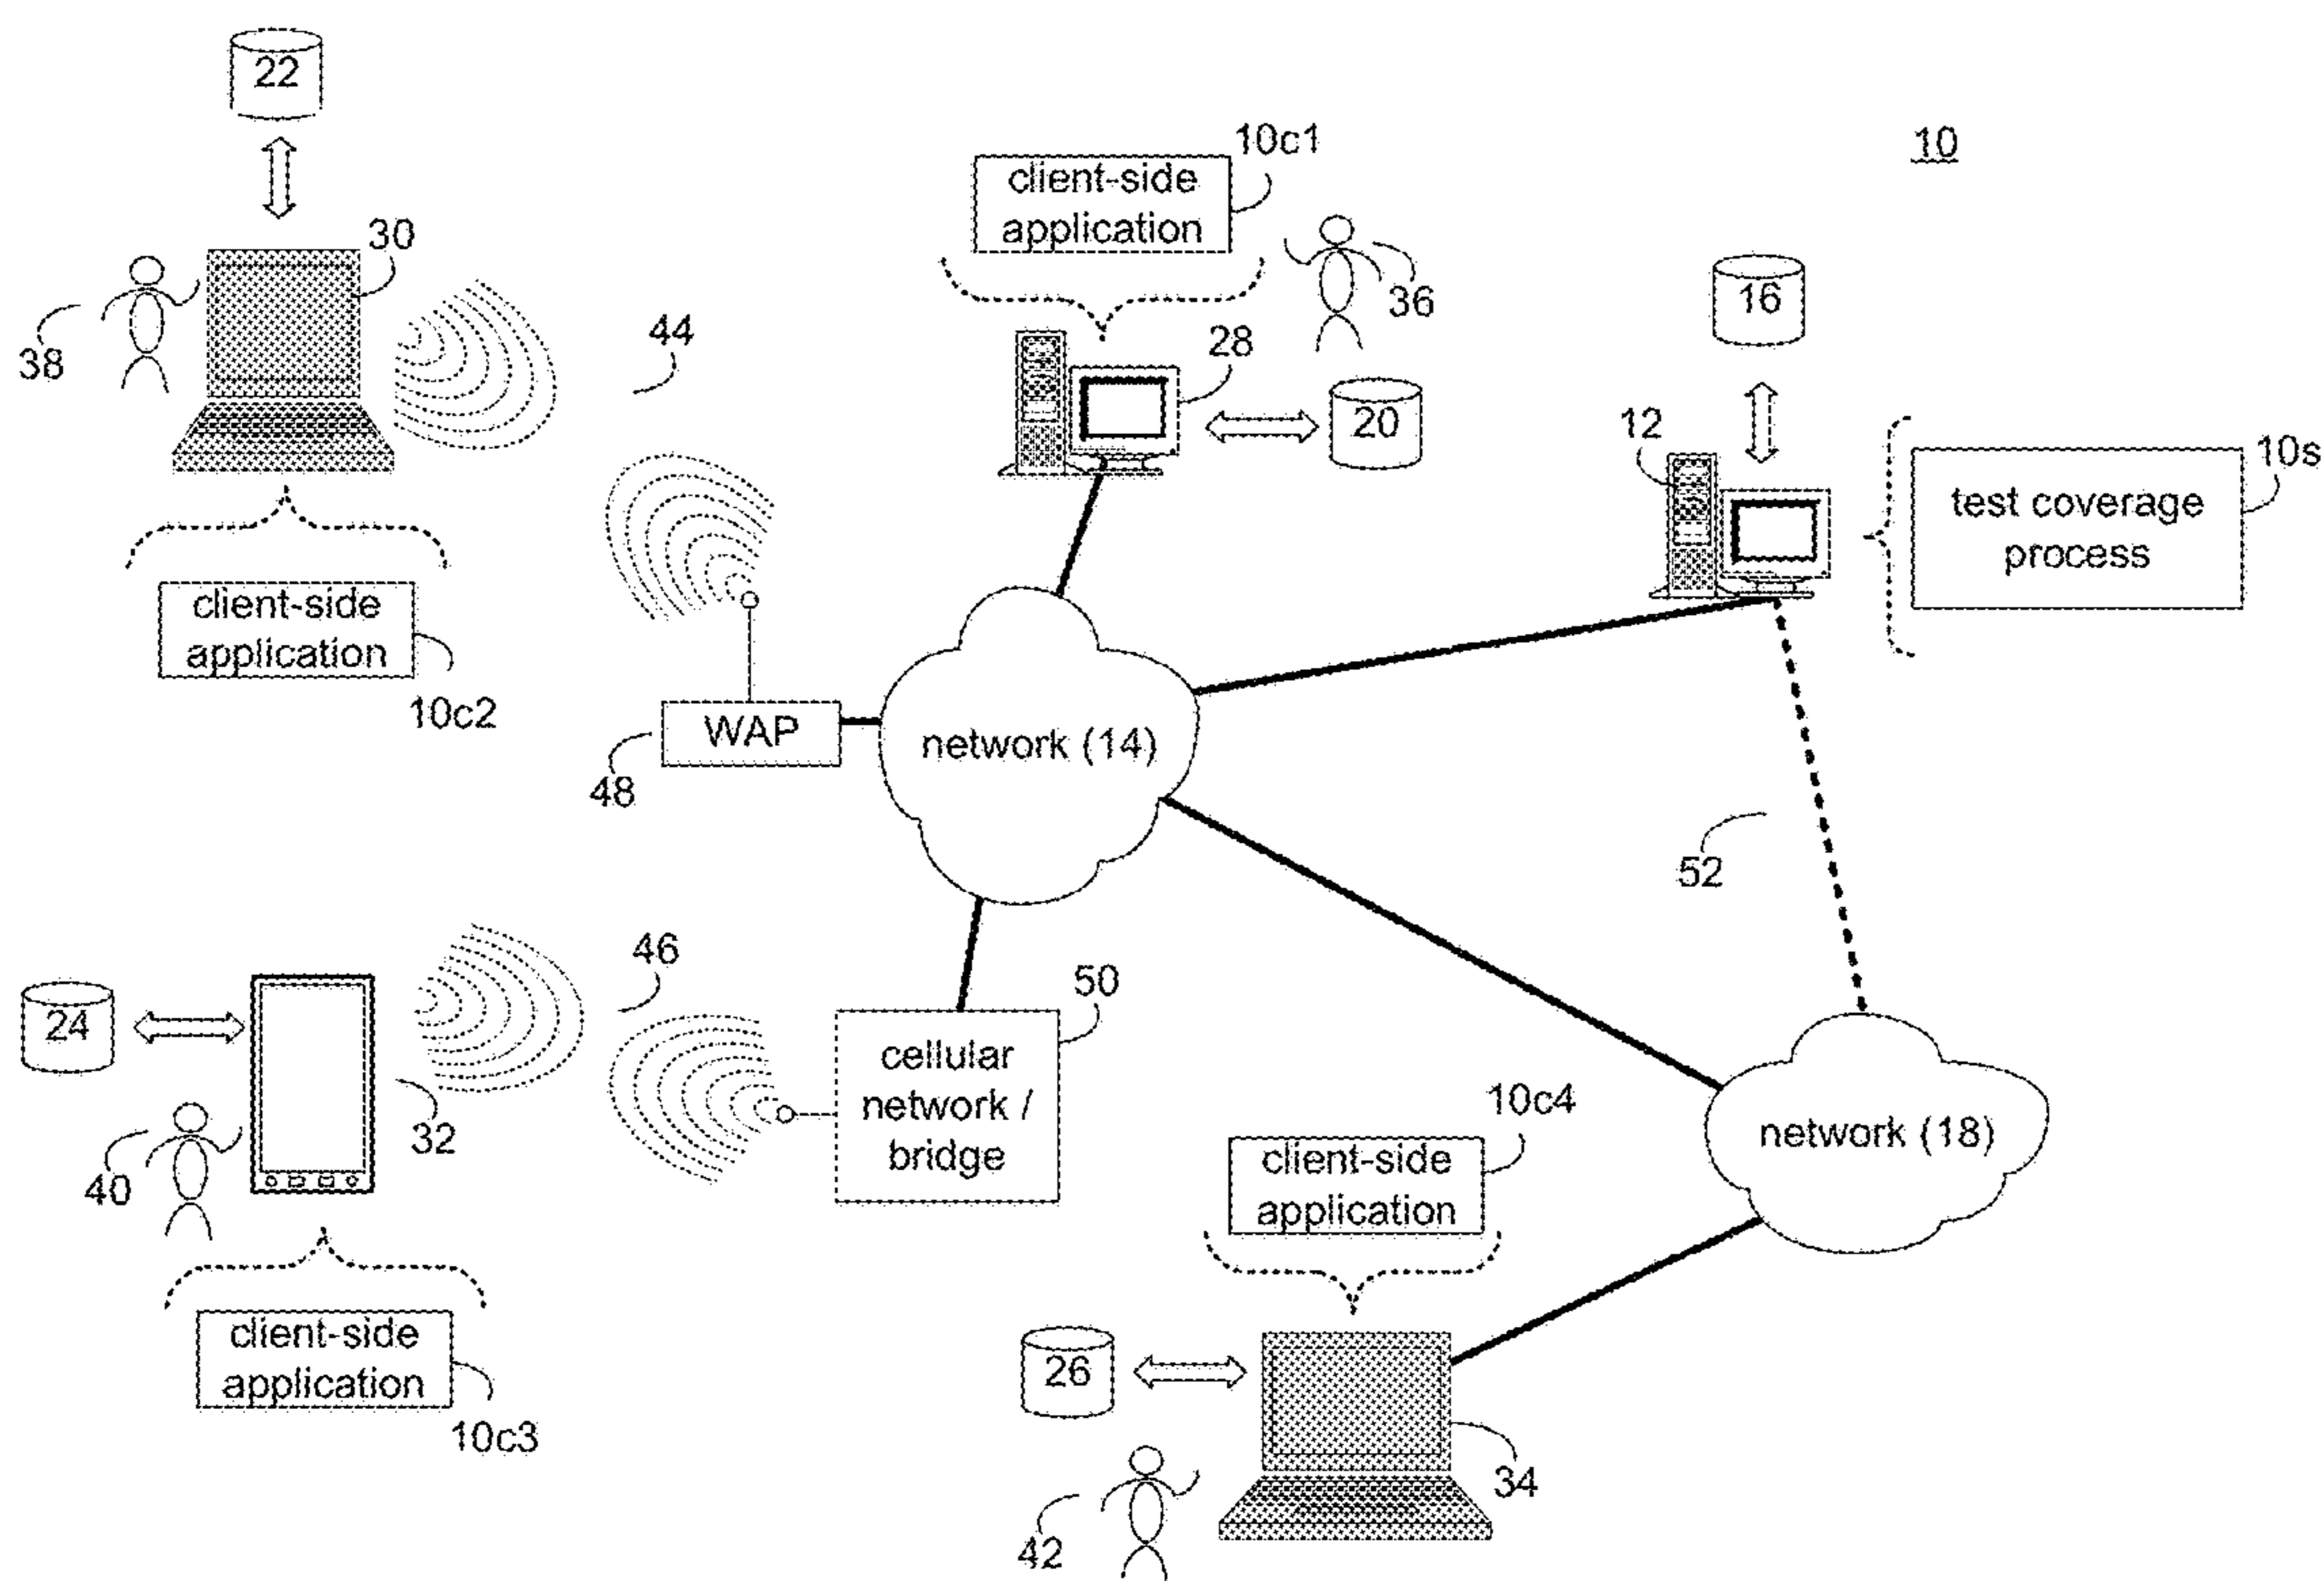 22
10c1
10
client-side
application
30
16
36
38
44
28
20
12
10s
test coverage
process
client-side
application
10c2
WAP
network (14)
48
52
46
50
24
cellular
network /
bridge
32
10c4
network (18)
40
client-side
application
client-side
application
26
10c3
34
42